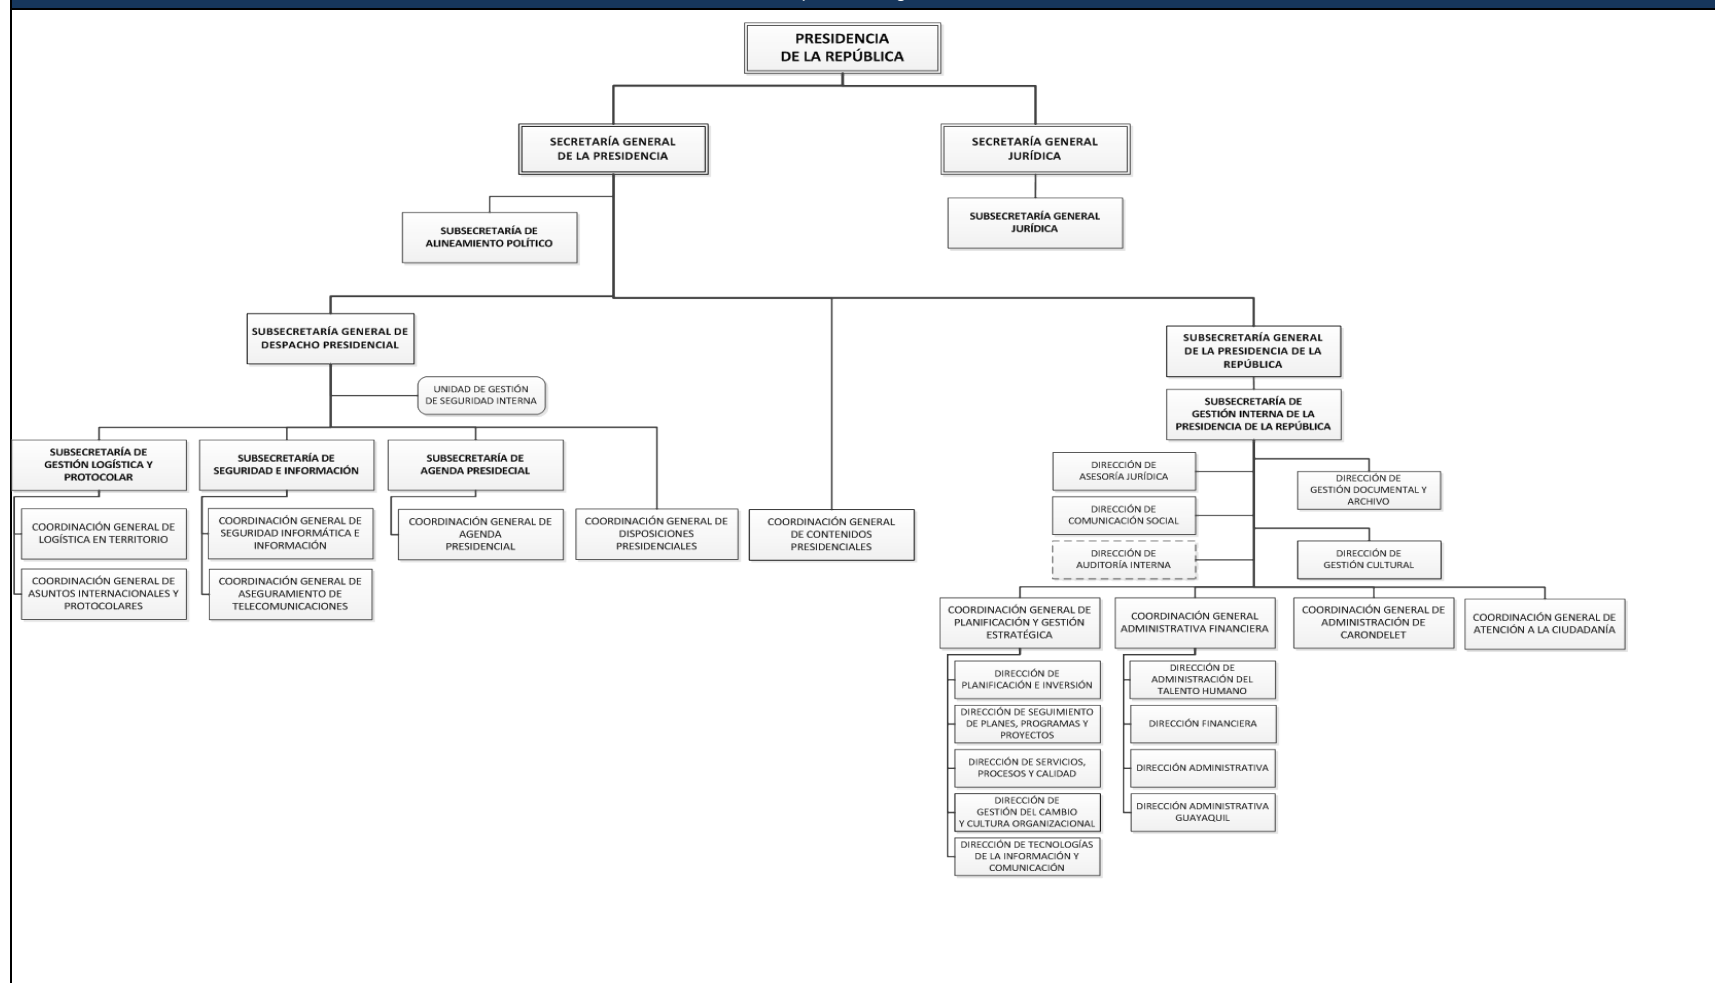 PRESIDENCIA
DE LA REPÚBLICA
SECRETARÍA GENERAL
DE LA PRESIDENCIA
SECRETARÍA GENERAL
JURÍDICA
SUBSECRETARÍA DE
ALINEAMIENTO POLÍTICO
SUBSECRETARÍA GENERAL
JURÍDICA
SUBSECRETARÍA GENERAL DE
DESPACHO PRESIDENCIAL
SUBSECRETARÍA GENERAL
DE LA PRESIDENCIA DE LA
REPÚBLICA
UNIDAD DE GESTIÓN
DE SEGURIDAD INTERNA
SUBSECRETARÍA DE
GESTIÓN INTERNA DE LA
PRESIDENCIA DE LA REPÚBLICA
SUBSECRETARÍA DE
GESTIÓN LOGÍSTICA Y
PROTOCOLAR
SUBSECRETARÍA DE
SEGURIDAD E INFORMACIÓN
SUBSECRETARÍA DE
AGENDA PRESIDECIAL
DIRECCIÓN DE
ASESORÍA JURÍDICA
DIRECCIÓN DE
GESTIÓN DOCUMENTAL Y
ARCHIVO
COORDINACIÓN GENERAL DE
LOGÍSTICA EN TERRITORIO
COORDINACIÓN GENERAL DE
SEGURIDAD INFORMÁTICA E
INFORMACIÓN
COORDINACIÓN GENERAL DE
AGENDA
PRESIDENCIAL
COORDINACIÓN GENERAL DE
DISPOSICIONES
PRESIDENCIALES
COORDINACIÓN GENERAL
DE CONTENIDOS
PRESIDENCIALES
DIRECCIÓN DE
COMUNICACIÓN SOCIAL
DIRECCIÓN DE
AUDITORÍA INTERNA
DIRECCIÓN DE
GESTIÓN CULTURAL
COORDINACIÓN GENERAL DE
ASUNTOS INTERNACIONALES Y
PROTOCOLARES
COORDINACIÓN GENERAL DE
ASEGURAMIENTO DE
TELECOMUNICACIONES
COORDINACIÓN GENERAL DE
PLANIFICACIÓN Y GESTIÓN
ESTRATÉGICA
COORDINACIÓN GENERAL
ADMINISTRATIVA FINANCIERA
COORDINACIÓN GENERAL DE
ADMINISTRACIÓN DE
CARONDELET
COORDINACIÓN GENERAL DE
ATENCIÓN A LA CIUDADANÍA
DIRECCIÓN DE
PLANIFICACIÓN E INVERSIÓN
DIRECCIÓN DE
ADMINISTRACIÓN DEL
TALENTO HUMANO
DIRECCIÓN DE SEGUIMIENTO
DE PLANES, PROGRAMAS Y
PROYECTOS
DIRECCIÓN FINANCIERA
DIRECCIÓN DE SERVICIOS,
PROCESOS Y CALIDAD
DIRECCIÓN ADMINISTRATIVA
DIRECCIÓN DE
GESTIÓN DEL CAMBIO
Y CULTURA ORGANIZACIONAL
DIRECCIÓN ADMINISTRATIVA
GUAYAQUIL
DIRECCIÓN DE TECNOLOGÍAS
DE LA INFORMACIÓN Y
COMUNICACIÓN